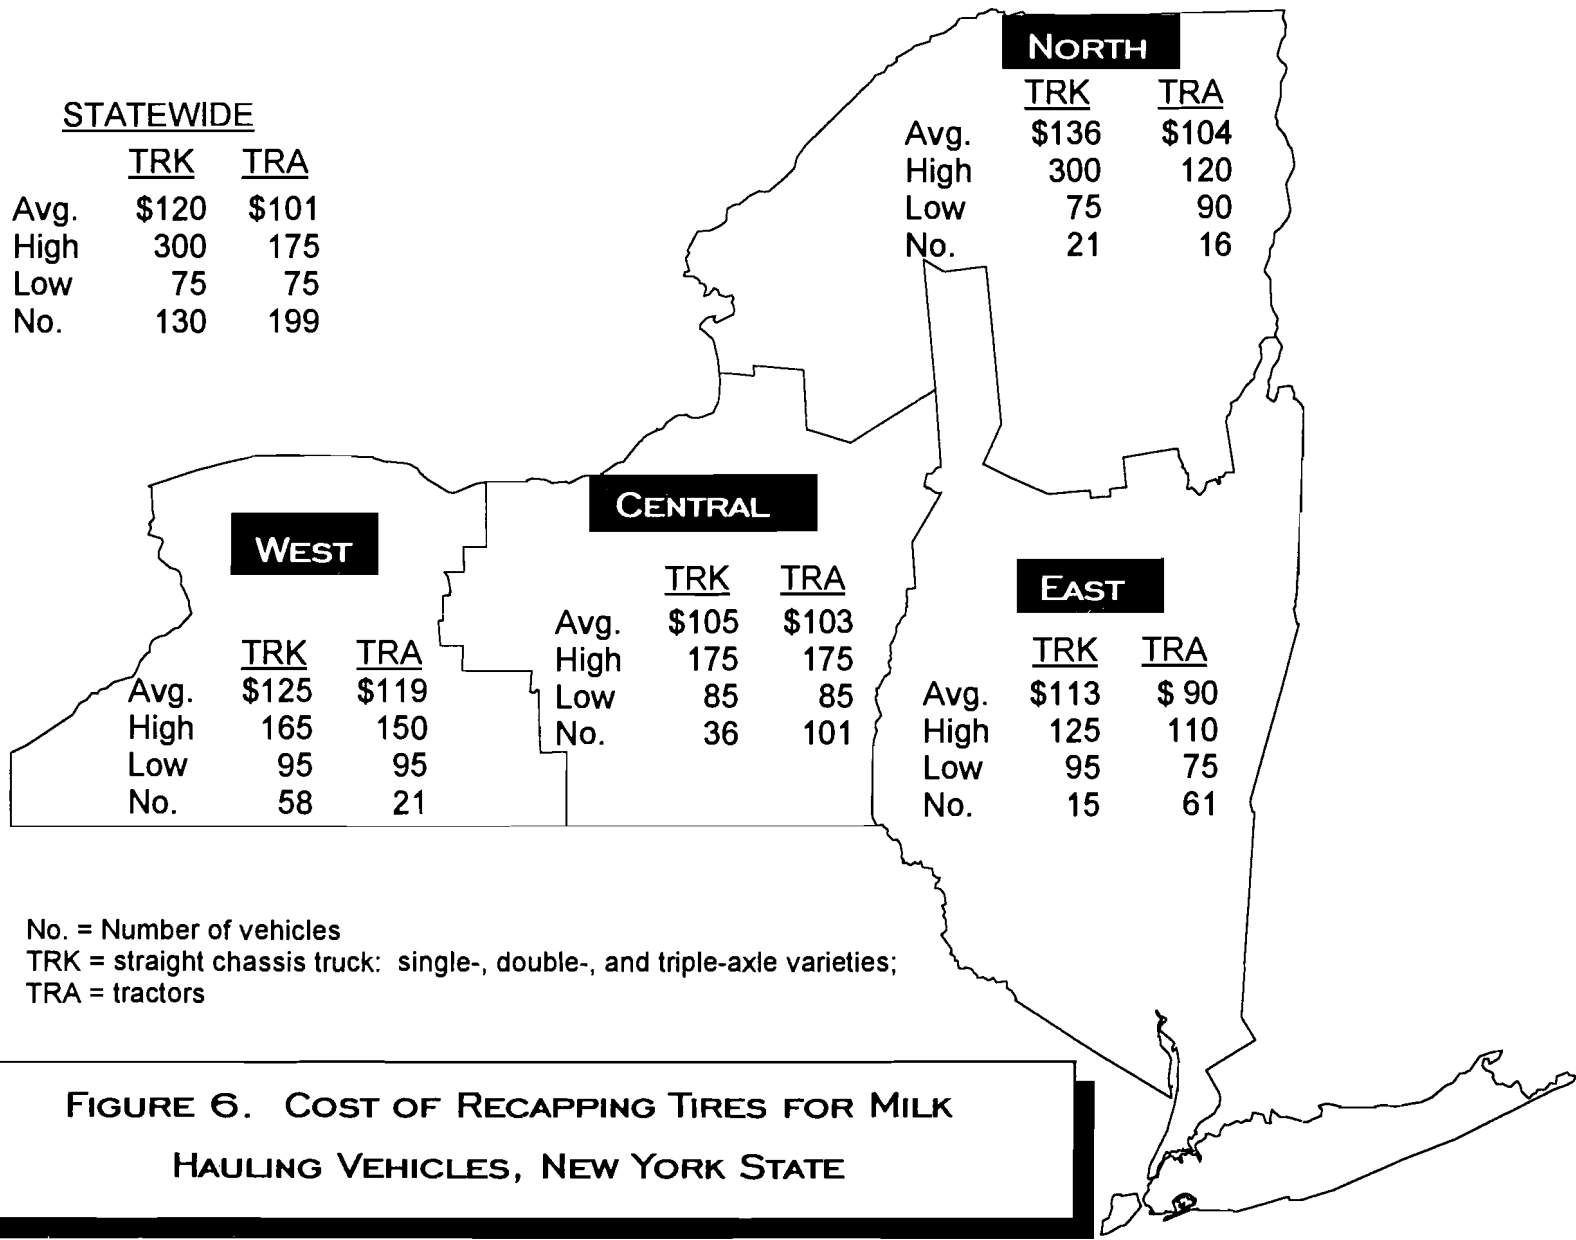 STATEWIDE
TRK TRA
Avg. $120 $101
High 300 175
Low 75 75
No. 130 199
NORTH
TRK TRA
Avg. $136 $104
High 300 120
Low 75 90
No. 21 16
WEST
TRK TRA
Avg. $125 $119
High 165 150
Low 95 95
No. 58 21
CENTRAL
TRK TRA
Avg. $105 $103
High 175 175
Low 85 85
No. 36 101
EAST
TRK TRA
Avg. $113 $ 90
High 125 110
Low 95 75
No. 15 61
No. = Number of vehicles
TRK = straight chassis truck: single-, double-, and triple-axle varieties;
TRA = tractors
FIGURE 6. COST OF RECAPPING TIRES FOR MILK
HAULING VEHICLES, NEW YORK STATE